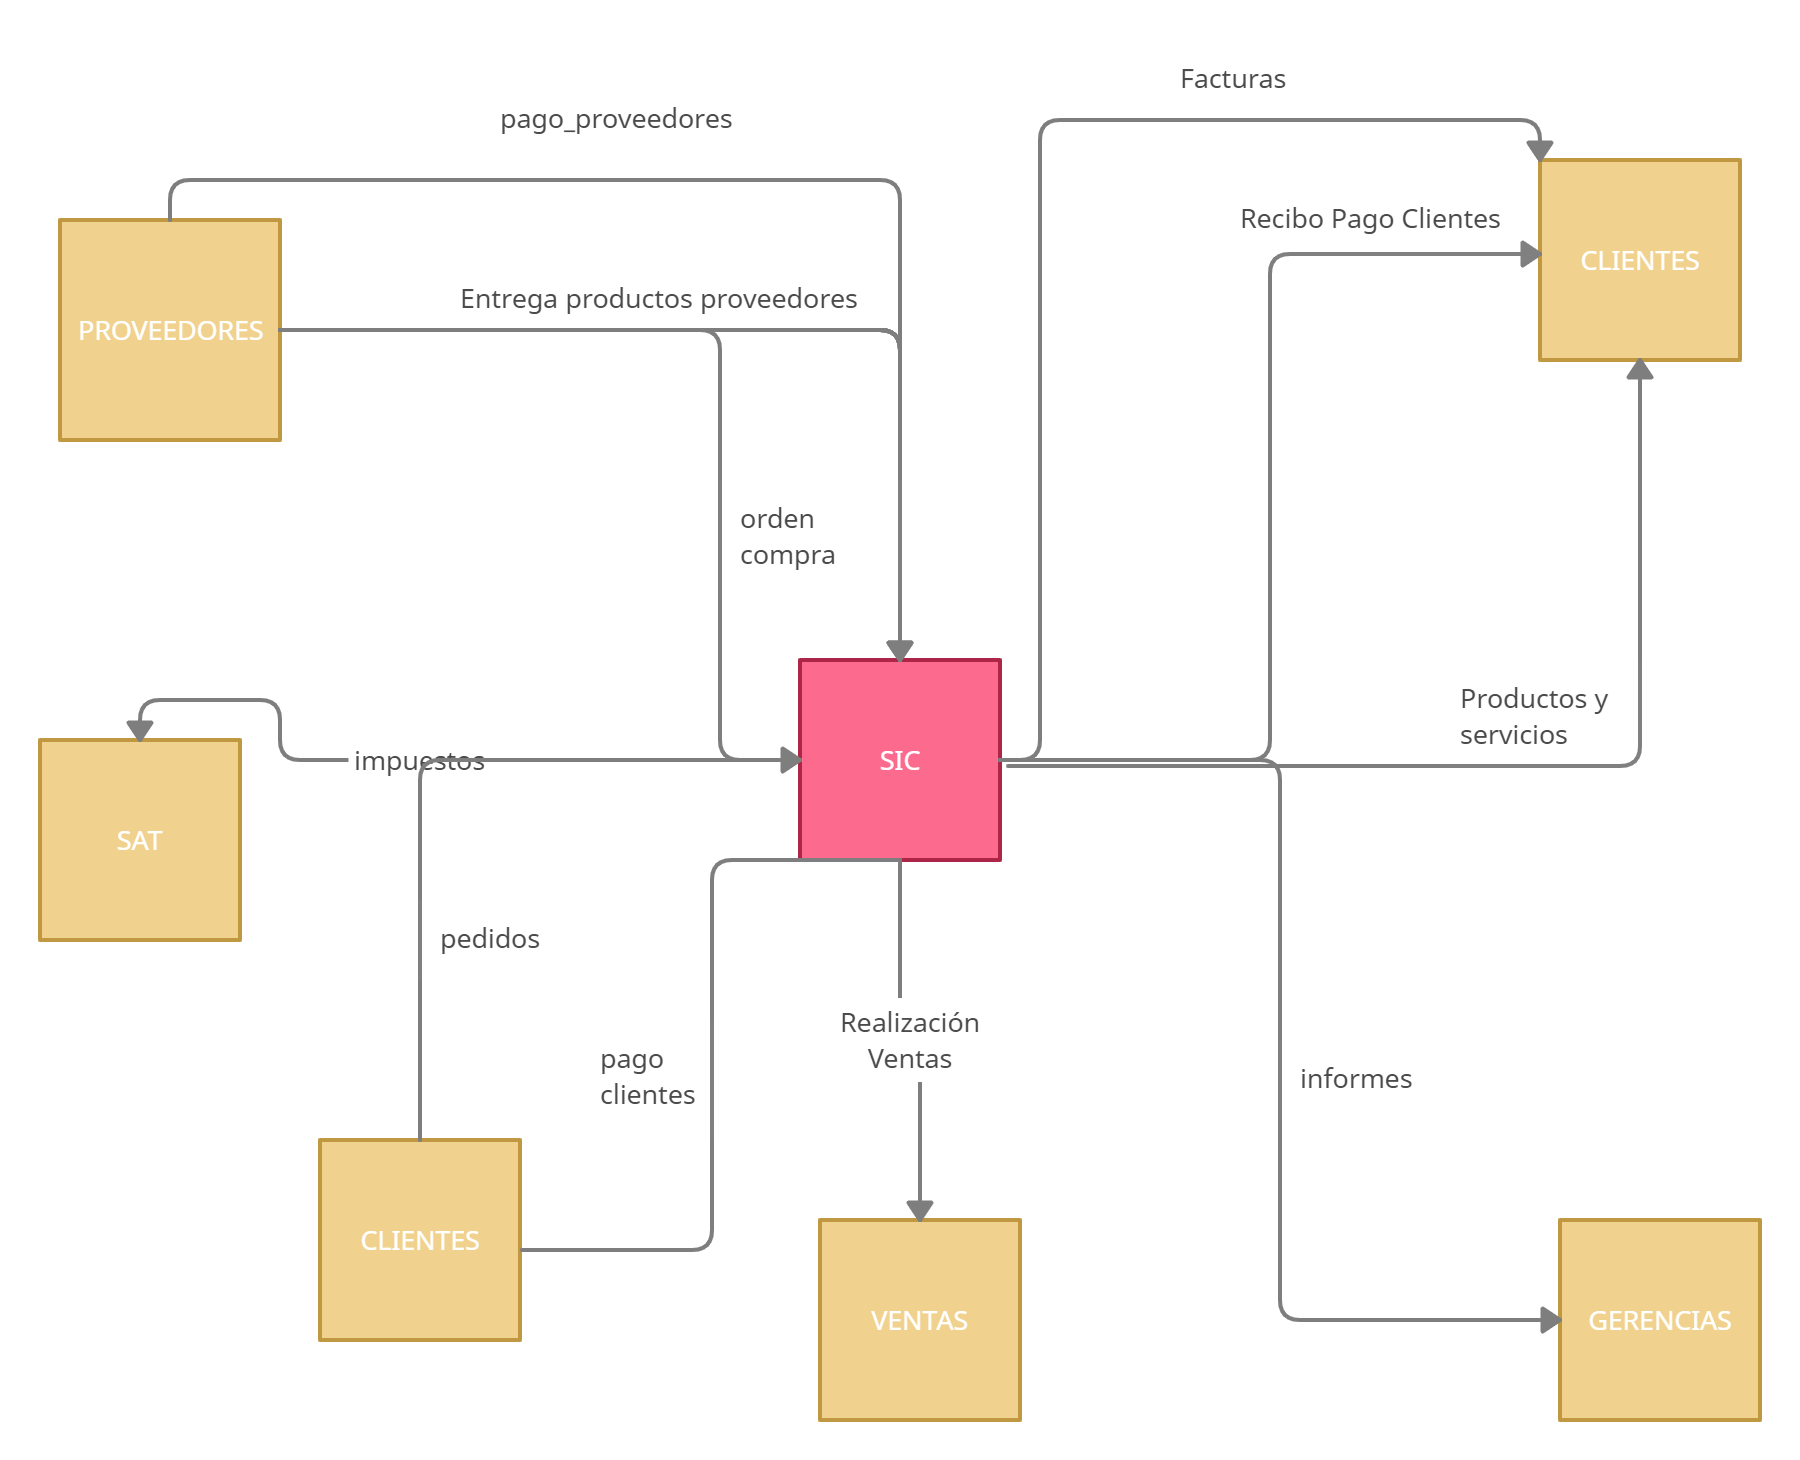 Facturas
pago_proveedores
Recibo Pago Clientes
CLIENTES
Entrega productos proveedores
PROVEEDORES
orden
compra
Productos y
servicios
impuestos
SIC
SAT
pedidos
Realización
Ventas
pago
clientes
informes
CLIENTES
VENTAS
GERENCIAS